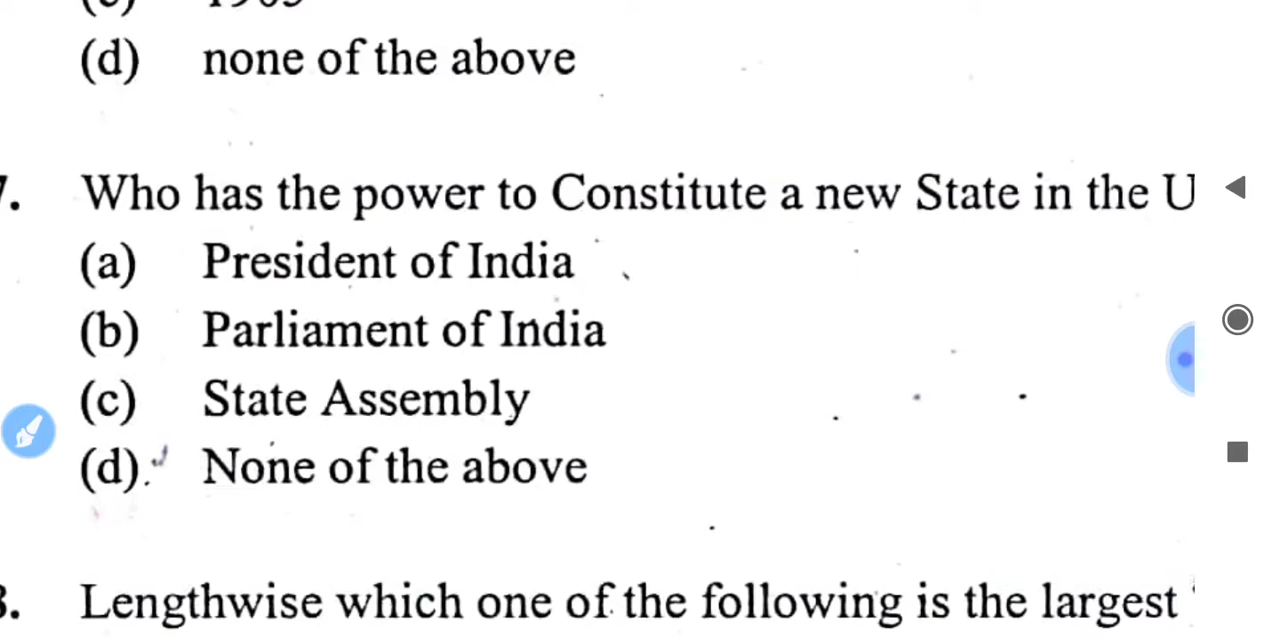 (d) none of the above
7. Who has the power to Constitute a new State in the U
(a) President of India
(b) Parliament of India
(c) State Assembly
(d). None of the above
Lengthwise which one of the following is the largest